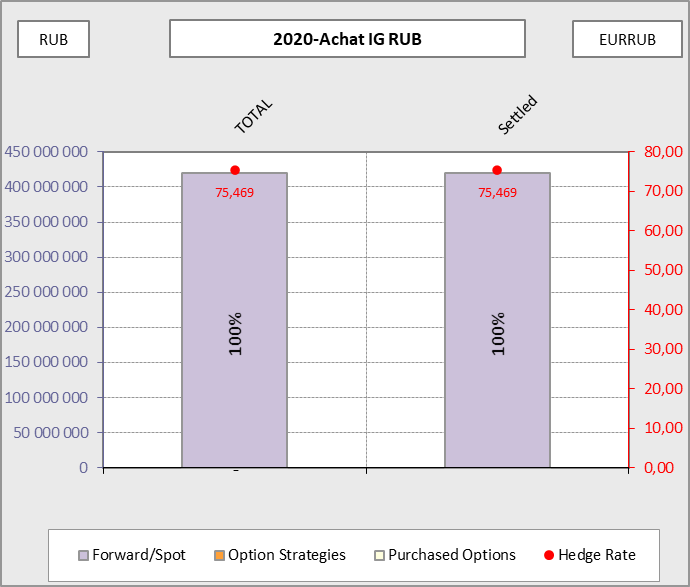 RUB
2020-Achat IG RUB
EURRUB
TOTAL
Settled
450 000 000
400 000 000
350 000 000
300 000 000
250 000 000
200 000 000
150 000 000
100 000 000
50 000 000
0
75,469
75,469
100%
100%
-
80,00
70,00
60,00
50,00
40,00
30,00
20,00
10,00
0,00
Forward/Spot
Option Strategies
Purchased Options
Hedge Rate